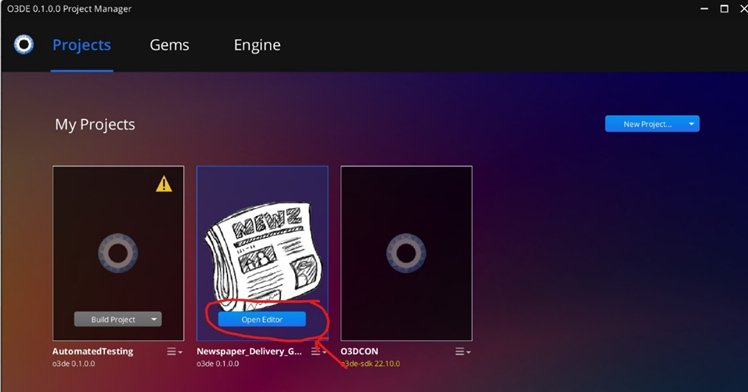 O3DE 0.1.0.0 Project Manager
Projects Gems Engine
My Projects
New Project...
NEWZ
Build Project
Open Editor
AutomatedTesting
Newspaper_Delivery_G...
O3DCON
o3de 0.1.0.0
o3de 0.1.0.0
o3de-sdk 22.10.0